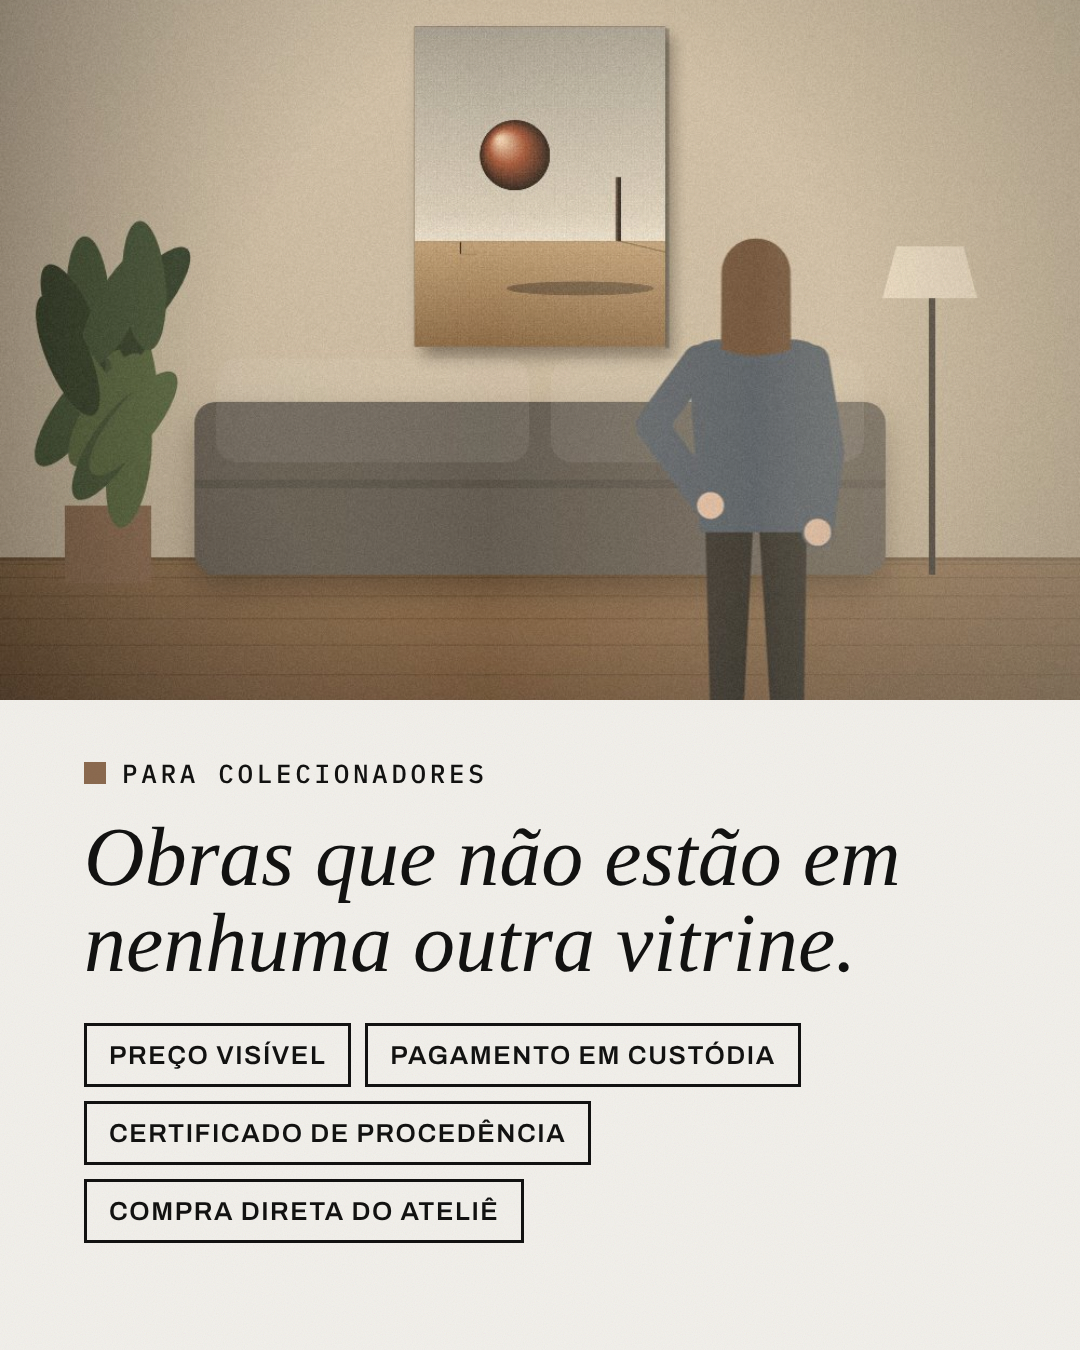 PARA COLECIONADORES
Obras que não estão em
nenhuma outra vitrine.
PREÇO VISÍVEL
PAGAMENTO EM CUSTÓDIA
CERTIFICADO DE PROCEDÊNCIA
COMPRA DIRETA DO ATELIÊ